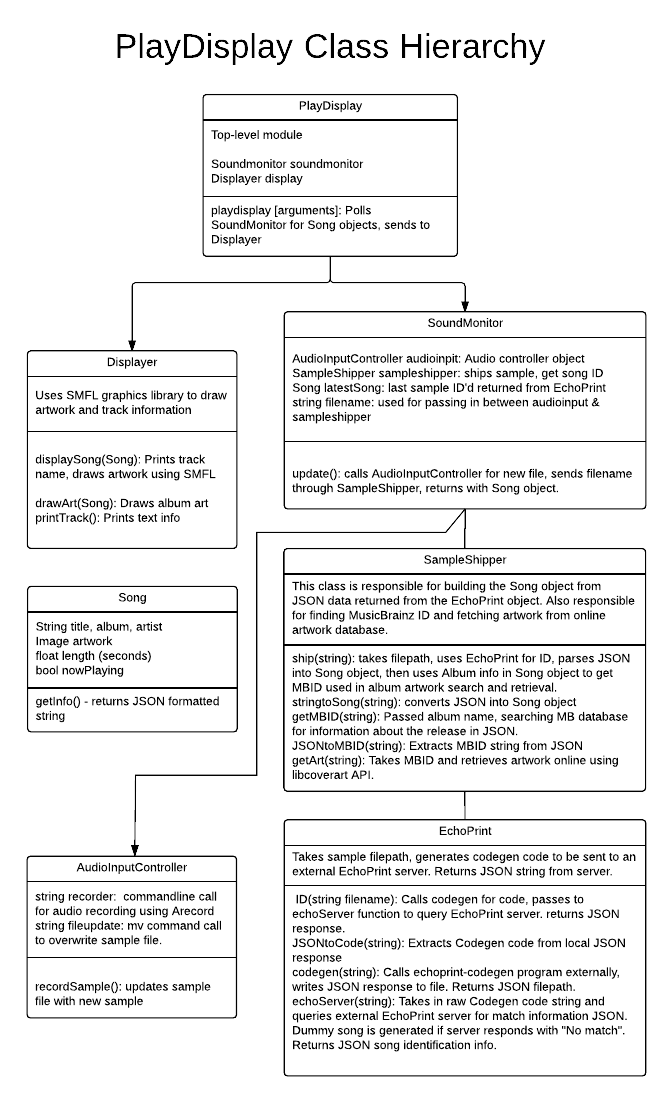 PlayDisplay Class Hierarchy
PlayDisplay
Top-level module
Soundmonitor soundmonitor
Displayer display
playdisplay [arguments]: Polls
SoundMonitor for Song objects, sends to
Displayer
Displayer
Uses SMFL graphics library to draw
artwork and track information
displaySong(Song): Prints track
name, draws artwork using SMFL
drawArt(Song): Draws album art
printTrack(): Prints text info
SoundMonitor
AudioInputController audioinpit: Audio controller object
SampleShipper sampleshipper: ships sample, get song ID
Song latestSong: last sample ID'd returned from EchoPrint
string filename: used for passing in between audioinput &
sampleshipper
update(): calls AudioInputController for new file, sends filename
through SampleShipper, returns with Song object.
Song
String title, album, artist
Image artwork
float length (seconds)
bool nowPlaying
getInfo() - returns JSON formatted
string
SampleShipper
This class is responsible for building the Song object from
JSON data returned from the EchoPrint object. Also responsible
for finding MusicBrainz ID and fetching artwork from online
artwork database.
ship(string): takes filepath, uses EchoPrint for ID, parses JSON
into Song object, then uses Album info in Song object to get
MBID used in album artwork search and retrieval.
stringtoSong(string): converts JSON into Song object
getMBID(string): Passed album name, searching MB database
for information about the release in JSON.
JSONtoMBID(string): Extracts MBID string from JSON
getArt(string): Takes MBID and retrieves artwork online using
libcoverart API.
AudioInputController
string recorder:  commandline call
for audio recording using Arecord
string fileupdate: mv command call
to overwrite sample file.
recordSample(): updates sample
file with new sample
EchoPrint
Takes sample filepath, generates codegen code to be sent to an
external EchoPrint server. Returns JSON string from server.
ID(string filename): Calls codegen for code, passes to
echoServer function to query EchoPrint server. returns JSON
response.
JSONtoCode(string): Extracts Codegen code from local JSON
response
codegen(string): Calls echoprint-codegen program externally,
writes JSON response to file. Returns JSON filepath.
echoServer(string): Takes in raw Codegen code string and
queries external EchoPrint server for match information JSON.
Dummy song is generated if server responds with "No match".
Returns JSON song identification info.